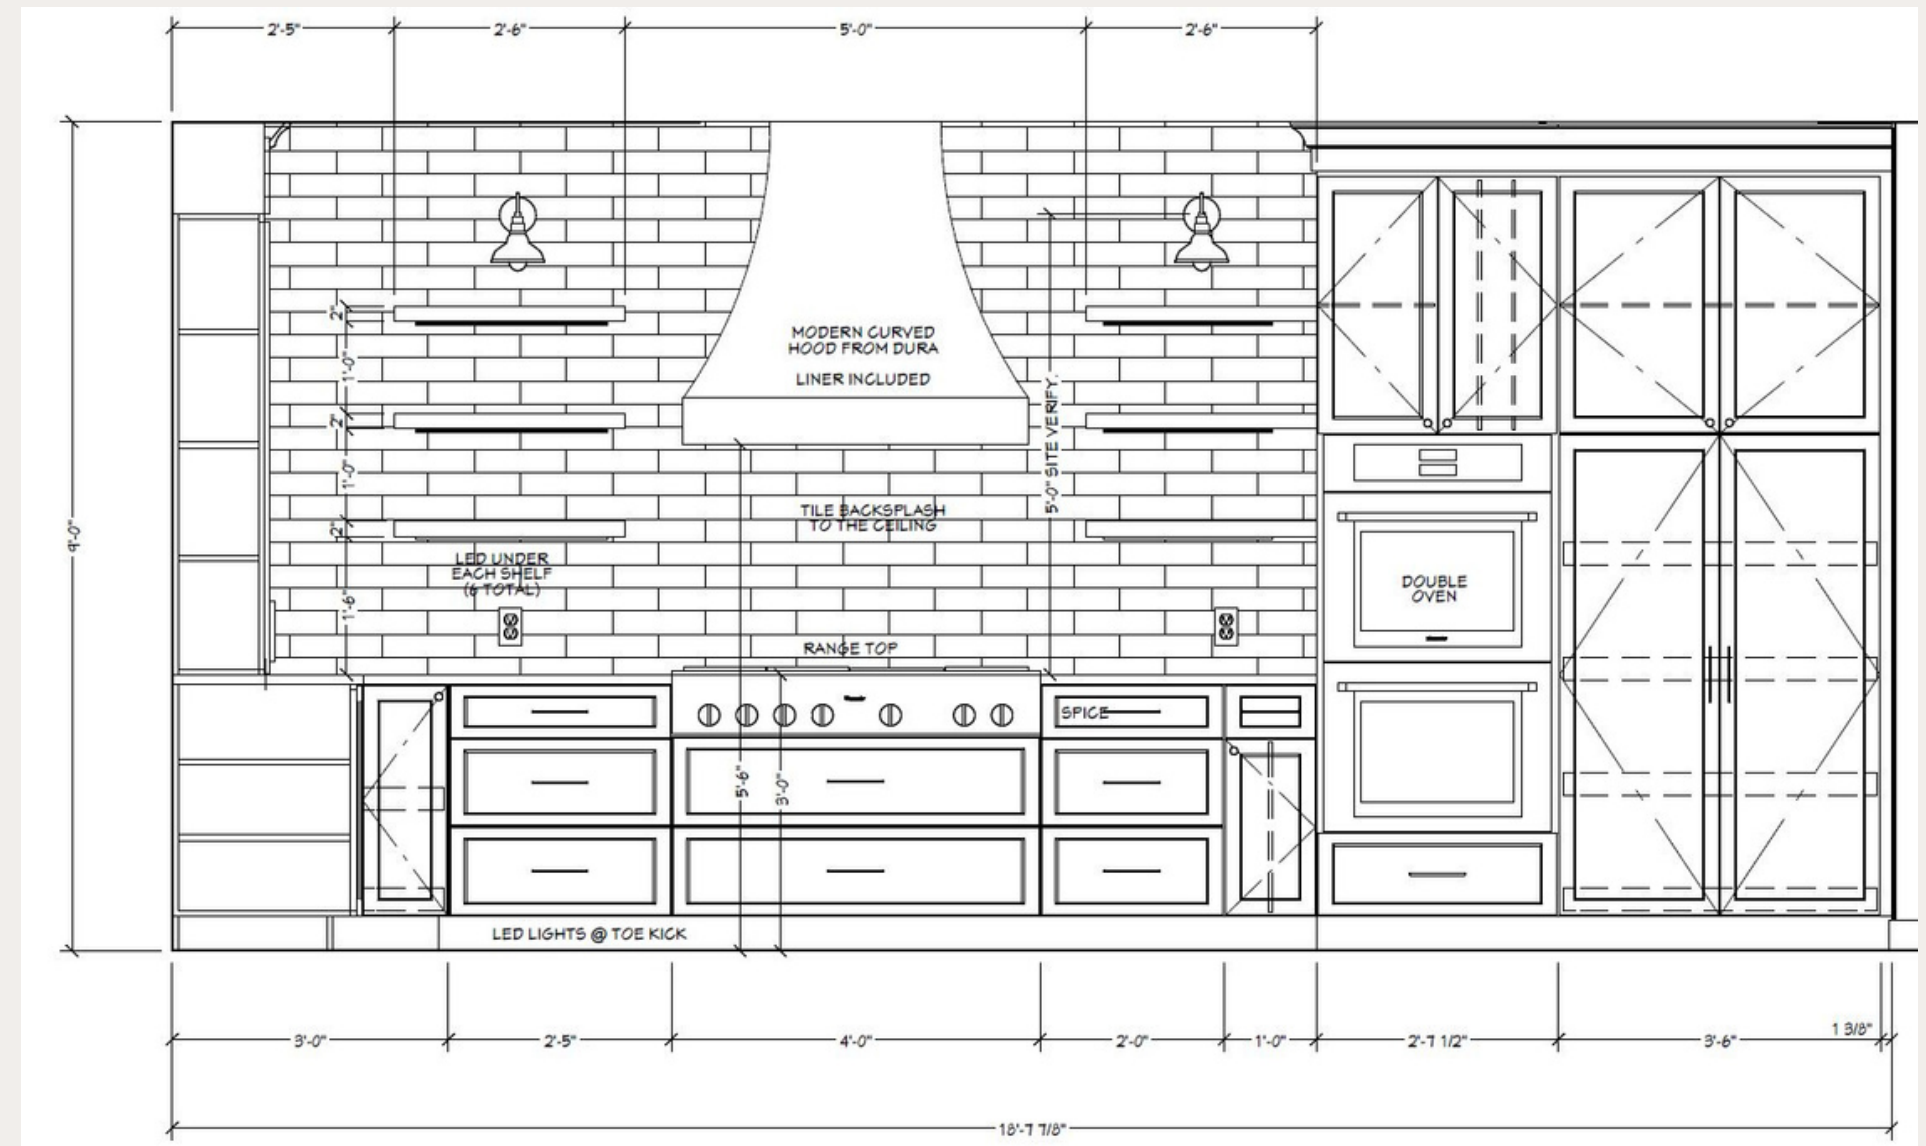 2'-5"
2'-6"
5'-0"
2'-6"
9'-0"
2"
1'-0"
2"
1'-0"
2"
1'-6"
MODERN CURVED
HOOD FROM DURA
LINER INCLUDED
5'-0" SITE VERIFY.
TILE BACKSPLASH
TO THE CEILING
LED UNDER
EACH SHELF
(6 TOTAL)
DOUBLE
OVEN
RANGE TOP
SPICE
5'-6"
3'-0"
LED LIGHTS @ TOE KICK
3'-0"
2'-5"
4'-0"
2'-0"
1'-0"
2'-7 1/2"
3'-6"
1 3/8"
18'-7 7/8"